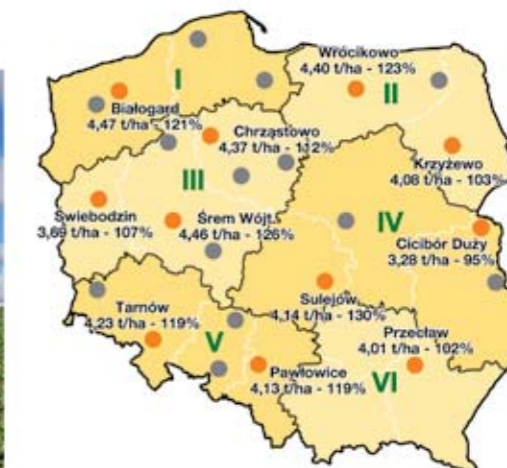 Wrócikowo
4,40 t/ha - 123%
I
II
Białogard
4,47 t/ha - 121%
Chrząstowo
4,37 t/ha - 112%
Krzyżewo
4,08 t/ha - 103%
III
Świebodzin
3,69 t/ha - 107%
Śrem Wójt.
4,46 t/ha - 126%
IV
Cicibór Duży
3,28 t/ha - 95%
Tarnów
4,23 t/ha - 119%
Sulejów
4,14 t/ha - 130%
V
Przecław
4,01 t/ha - 102%
Pawłowice
4,13 t/ha - 119%
VI